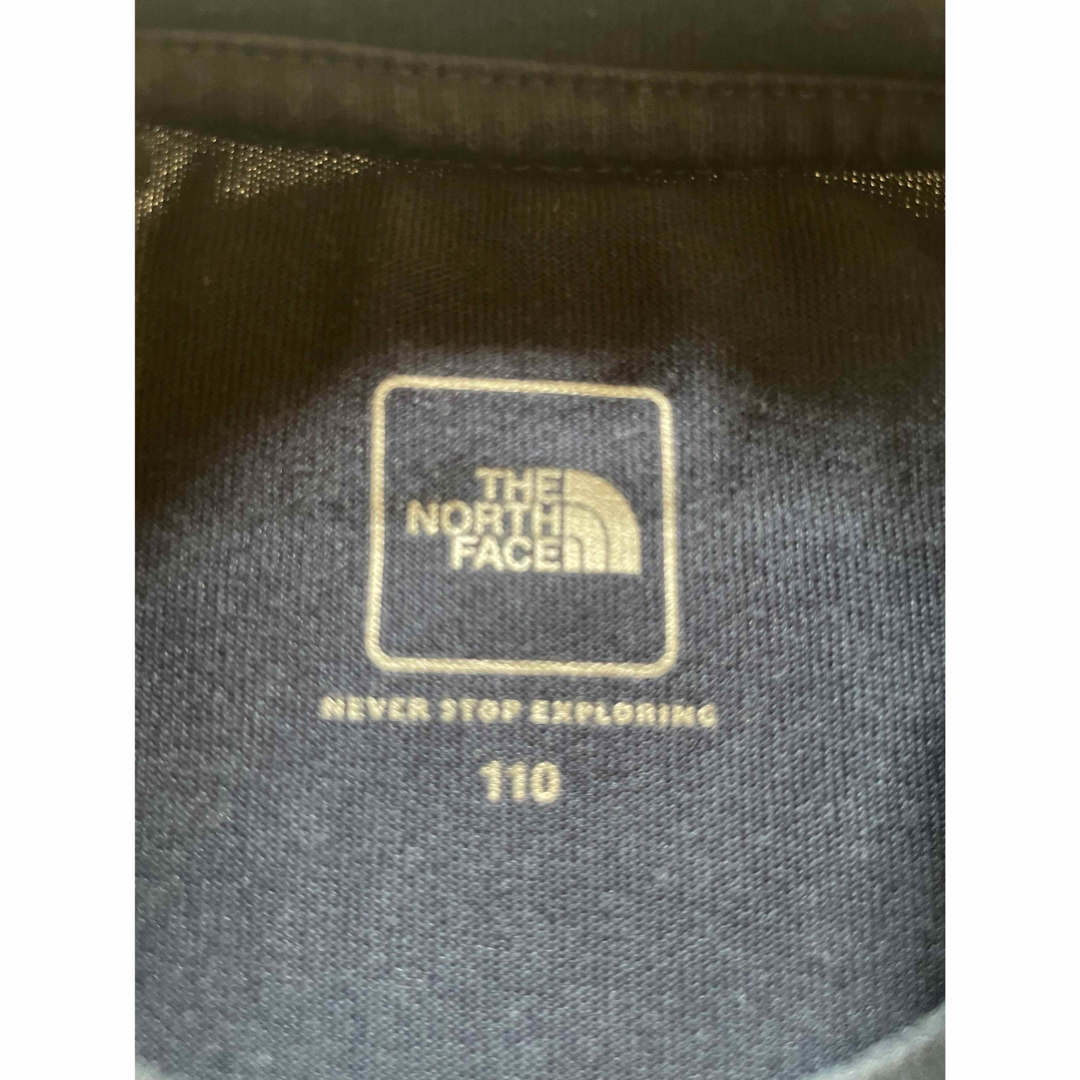 THE
NORTH
FACE
NEVER STOP EXPLORING
110